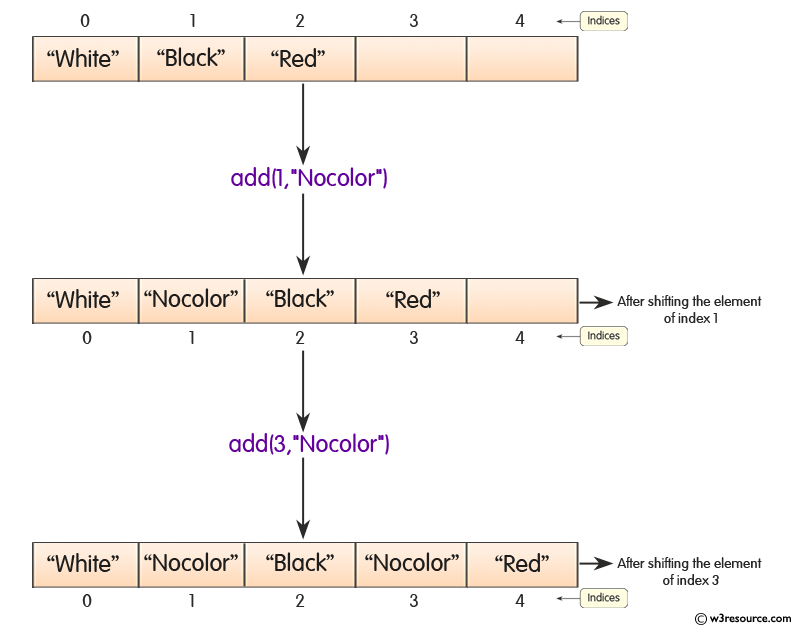 0 1 2 3 4 Indices
“White” “Black” “Red”
add(1,"Nocolor")
“White” “Nocolor” “Black” “Red” After shifting the element
of index 1
0 1 2 3 4 Indices
add(3,"Nocolor")
“White” “Nocolor” “Black” “Nocolor” “Red” After shifting the element
of index 3
0 1 2 3 4 Indices
© w3resource.com